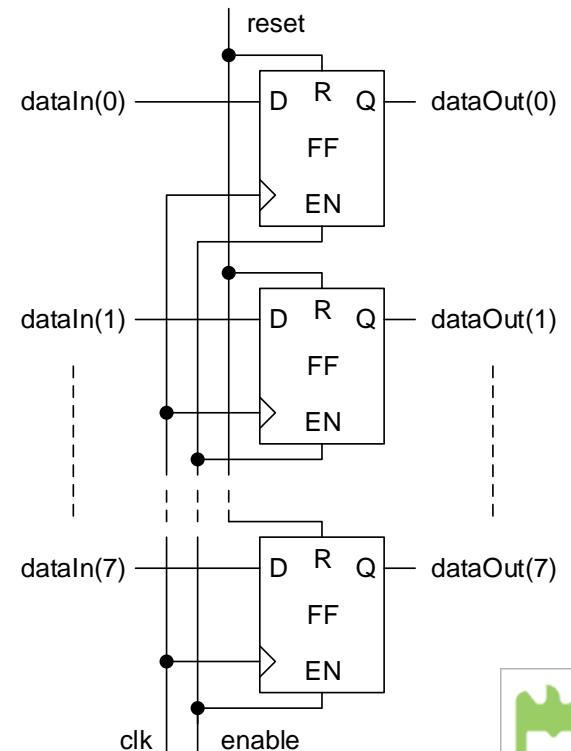 reset
dataIn(0) D R Q dataOut(0)
FF
EN
dataIn(1) D R Q dataOut(1)
FF
EN
dataIn(7) D R Q dataOut(7)
FF
EN
clk enable